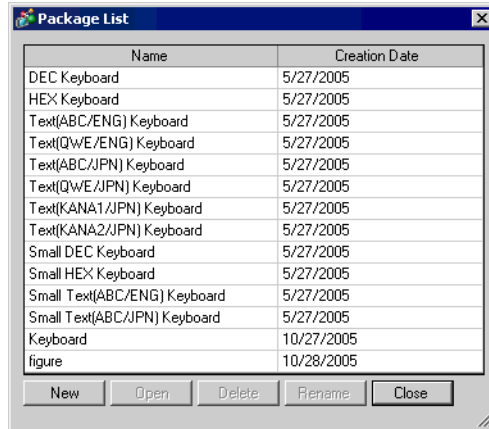 Package List
Name Creation Date
DEC Keyboard 5/27/2005
HEX Keyboard 5/27/2005
Text(ABC/ENG) Keyboard 5/27/2005
Text(QWE/ENG) Keyboard 5/27/2005
Text(ABC/JPN) Keyboard 5/27/2005
Text(QWE/JPN) Keyboard 5/27/2005
Text(KANA1/JPN) Keyboard 5/27/2005
Text(KANA2/JPN) Keyboard 5/27/2005
Small DEC Keyboard 5/27/2005
Small HEX Keyboard 5/27/2005
Small Text(ABC/ENG) Keyboard 5/27/2005
Small Text(ABC/JPN) Keyboard 5/27/2005
Keyboard 10/27/2005
figure 10/28/2005
New Open Delete Rename Close